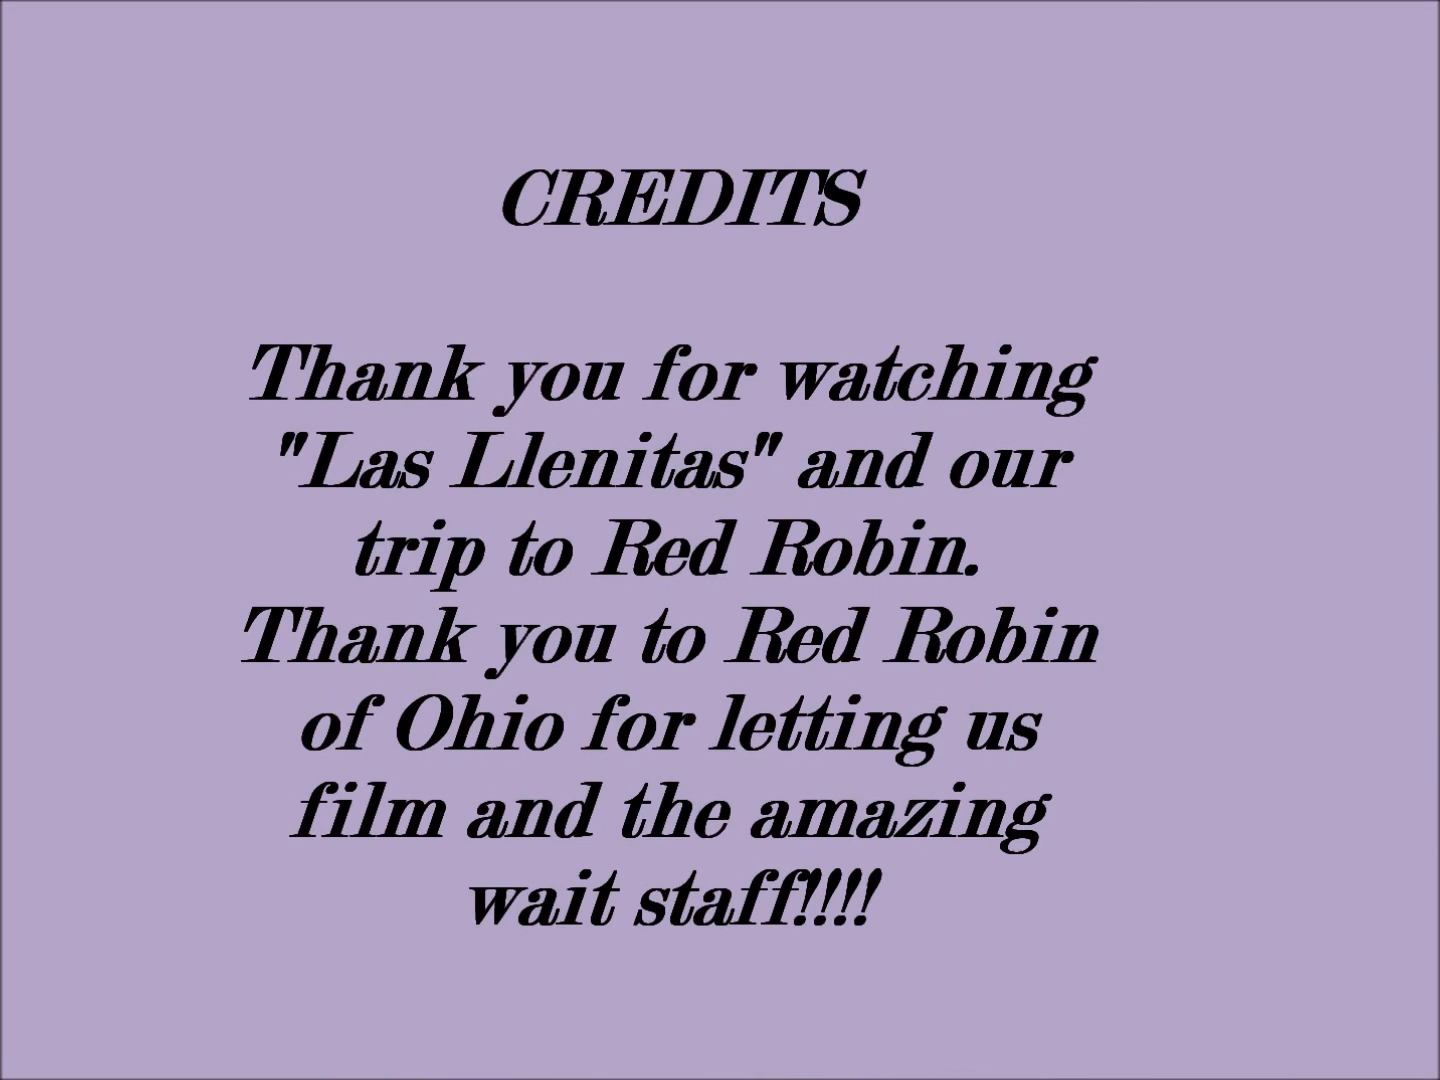 CREDITS
Thank you for watching
"Las Llenitas" and our
trip to Red Robin.
Thank you to Red Robin
of Ohio for letting us
film and the amazing
wait staff!!!!